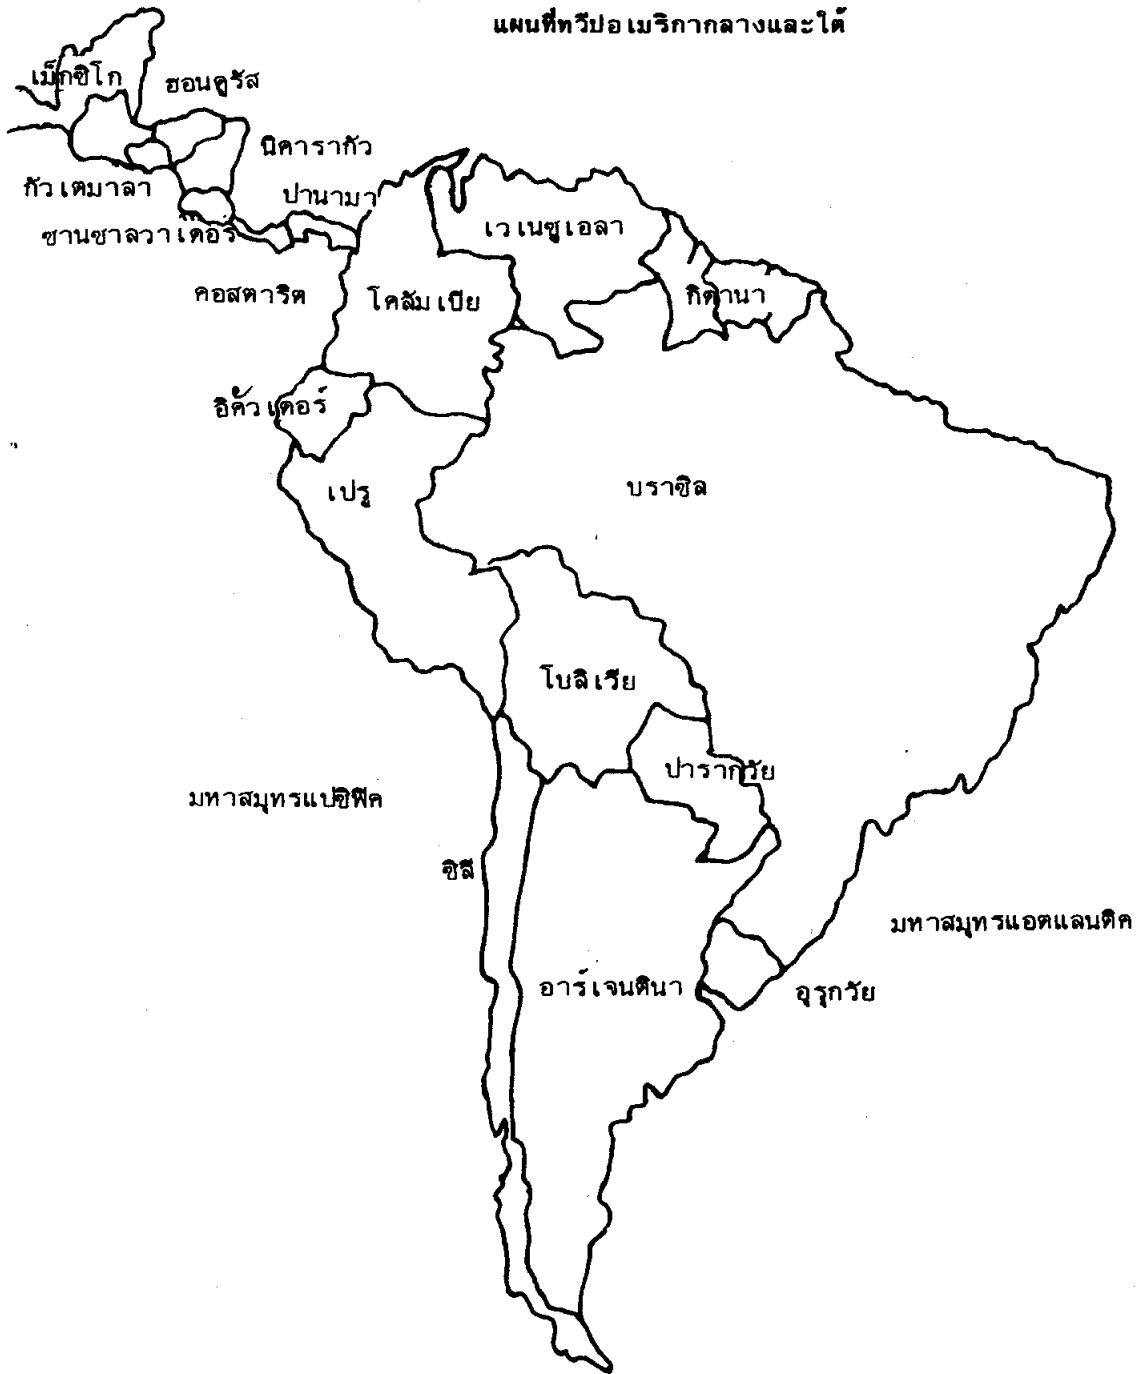 แผนที่ทวีปอเมริกากลางและใต้
เม็กซิโก
ฮอนดูรัส
นิคารากัว
กัวเตมาลา
ปานามา
ซานซาลวาเดอร์
เวเนซูเอลา
คอสตาริต
โคลัมเบีย
กิตานา
อิคัวเดอร์
เปรู
บราซิล
โบลิเวีย
ปารากวัย
มหาสมุทรแปซิฟิค
ชิลี
มหาสมุทรแอตแลนติค
อาร์เจนตินา
อุรุกวัย